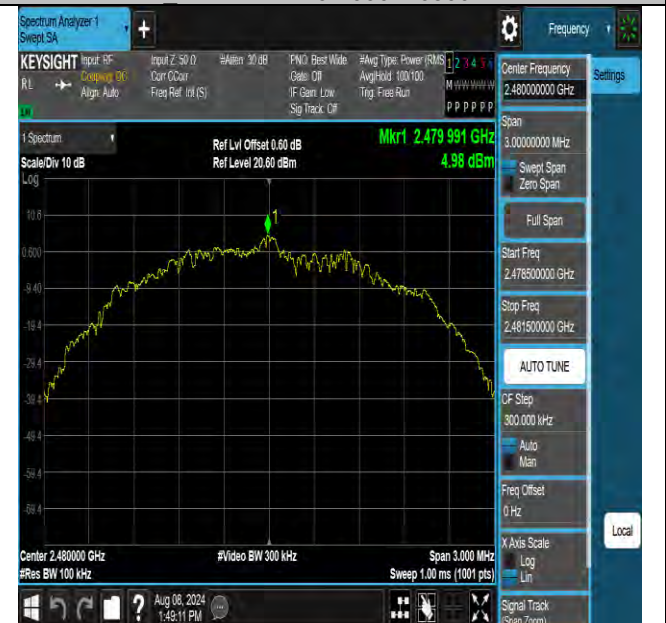 Spectrum Analyzer 1
Swept SA
+
Frequency
KEYSIGHT
RL
Input: RF
Coupling: DC
Align: Auto
Input Z: 50 Ω
Corr CCorr
Freq Ref: Int (S)
#Atten: 30 dB
PNO: Best Wide
Gate: Off
IF Gain: Low
Sig Track: Off
#Avg Type: Power (RMS
Avg|Hold: 100/100
Trig: Free Run
1 2 3 4 5 6
M W W W W W
P P P P P P
1 Spectrum
Scale/Div 10 dB
Log
Ref Lvl Offset 0.60 dB
Ref Level 20.60 dBm
Mkr1 2.479 991 GHz
4.98 dBm
1
10.6
0.600
-9.40
-19.4
-29.4
-39.4
-49.4
-59.4
-69.4
Center 2.480000 GHz
#Res BW 100 kHz
#Video BW 300 kHz
Span 3.000 MHz
Sweep 1.00 ms (1001 pts)
Aug 08, 2024
1:49:11 PM
Center Frequency
2.480000000 GHz
Settings
Span
3.00000000 MHz
Swept Span
Zero Span
Full Span
Start Freq
2.478500000 GHz
Stop Freq
2.481500000 GHz
AUTO TUNE
CF Step
300.000 kHz
Auto
Man
Freq Offset
0 Hz
X Axis Scale
Log
Lin
Local
Signal Track
(Span Zoom)